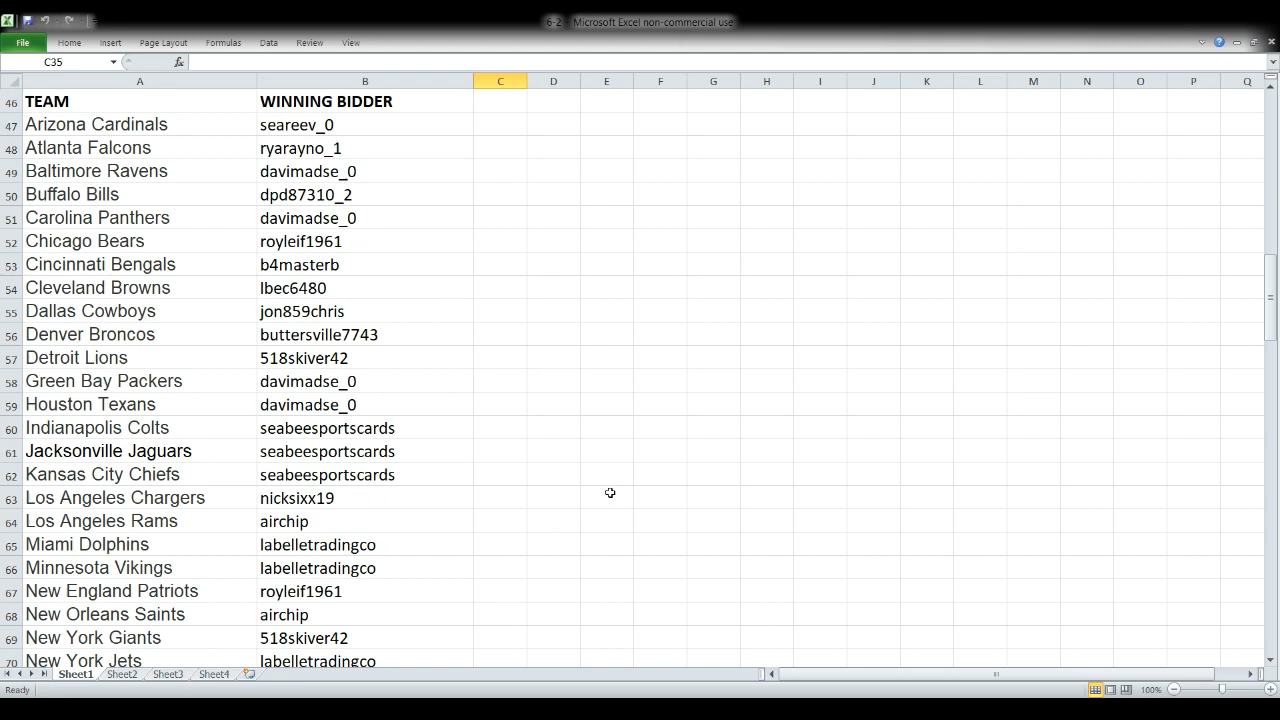 6-2 - Microsoft Excel non-commercial use
File Home Insert Page Layout Formulas Data Review View
C35 fx
A B C D E F G H I J K L M N O P Q
46 TEAM WINNING BIDDER
47 Arizona Cardinals seareev_0
48 Atlanta Falcons ryarayno_1
49 Baltimore Ravens davimadse_0
50 Buffalo Bills dpd87310_2
51 Carolina Panthers davimadse_0
52 Chicago Bears royleif1961
53 Cincinnati Bengals b4masterb
54 Cleveland Browns lbec6480
55 Dallas Cowboys jon859chris
56 Denver Broncos buttersville7743
57 Detroit Lions 518skiver42
58 Green Bay Packers davimadse_0
59 Houston Texans davimadse_0
60 Indianapolis Colts seabeesportscards
61 Jacksonville Jaguars seabeesportscards
62 Kansas City Chiefs seabeesportscards
63 Los Angeles Chargers nicksixx19
64 Los Angeles Rams airchip
65 Miami Dolphins labelletradingco
66 Minnesota Vikings labelletradingco
67 New England Patriots royleif1961
68 New Orleans Saints airchip
69 New York Giants 518skiver42
70 New York Jets labelletradingco
Sheet1 Sheet2 Sheet3 Sheet4
Ready 100%